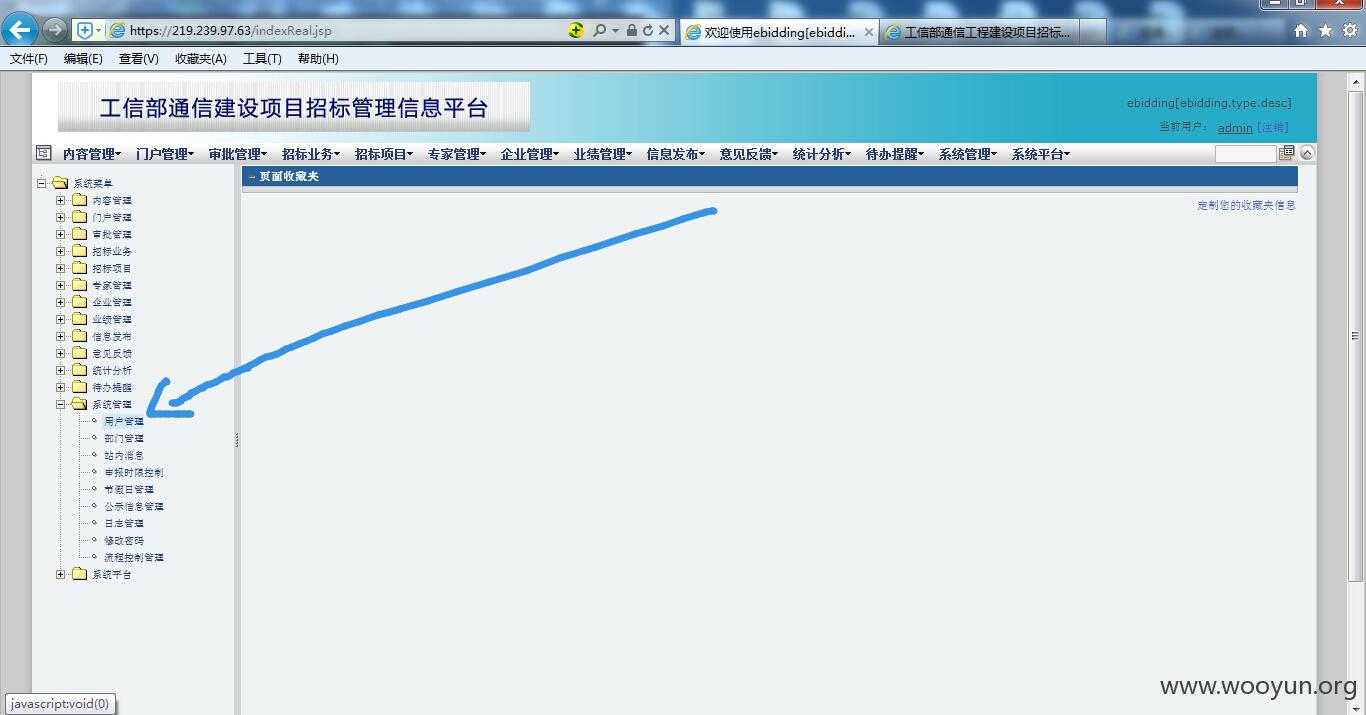 https://219.239.97.63/indexReal.jsp
欢迎使用ebidding[ebiddi...
工信部通信工程建设项目招标...
文件(F) 编辑(E) 查看(V) 收藏夹(A) 工具(T) 帮助(H)
工信部通信建设项目招标管理信息平台
ebidding[ebidding.type.desc]
当前用户: admin [注销]
内容管理 门户管理 审批管理 招标业务 招标项目 专家管理 企业管理 业绩管理 信息发布 意见反馈 统计分析 待办提醒 系统管理 系统平台
系统菜单
内容管理
门户管理
审批管理
招标业务
招标项目
专家管理
企业管理
业绩管理
信息发布
意见反馈
统计分析
待办提醒
系统管理
用户管理
部门管理
站内消息
申报时限控制
节假日管理
公示信息管理
日志管理
修改密码
流程控制管理
系统平台
页面收藏夹
定制您的收藏夹信息
javascript:void(0)
www.wooyun.org